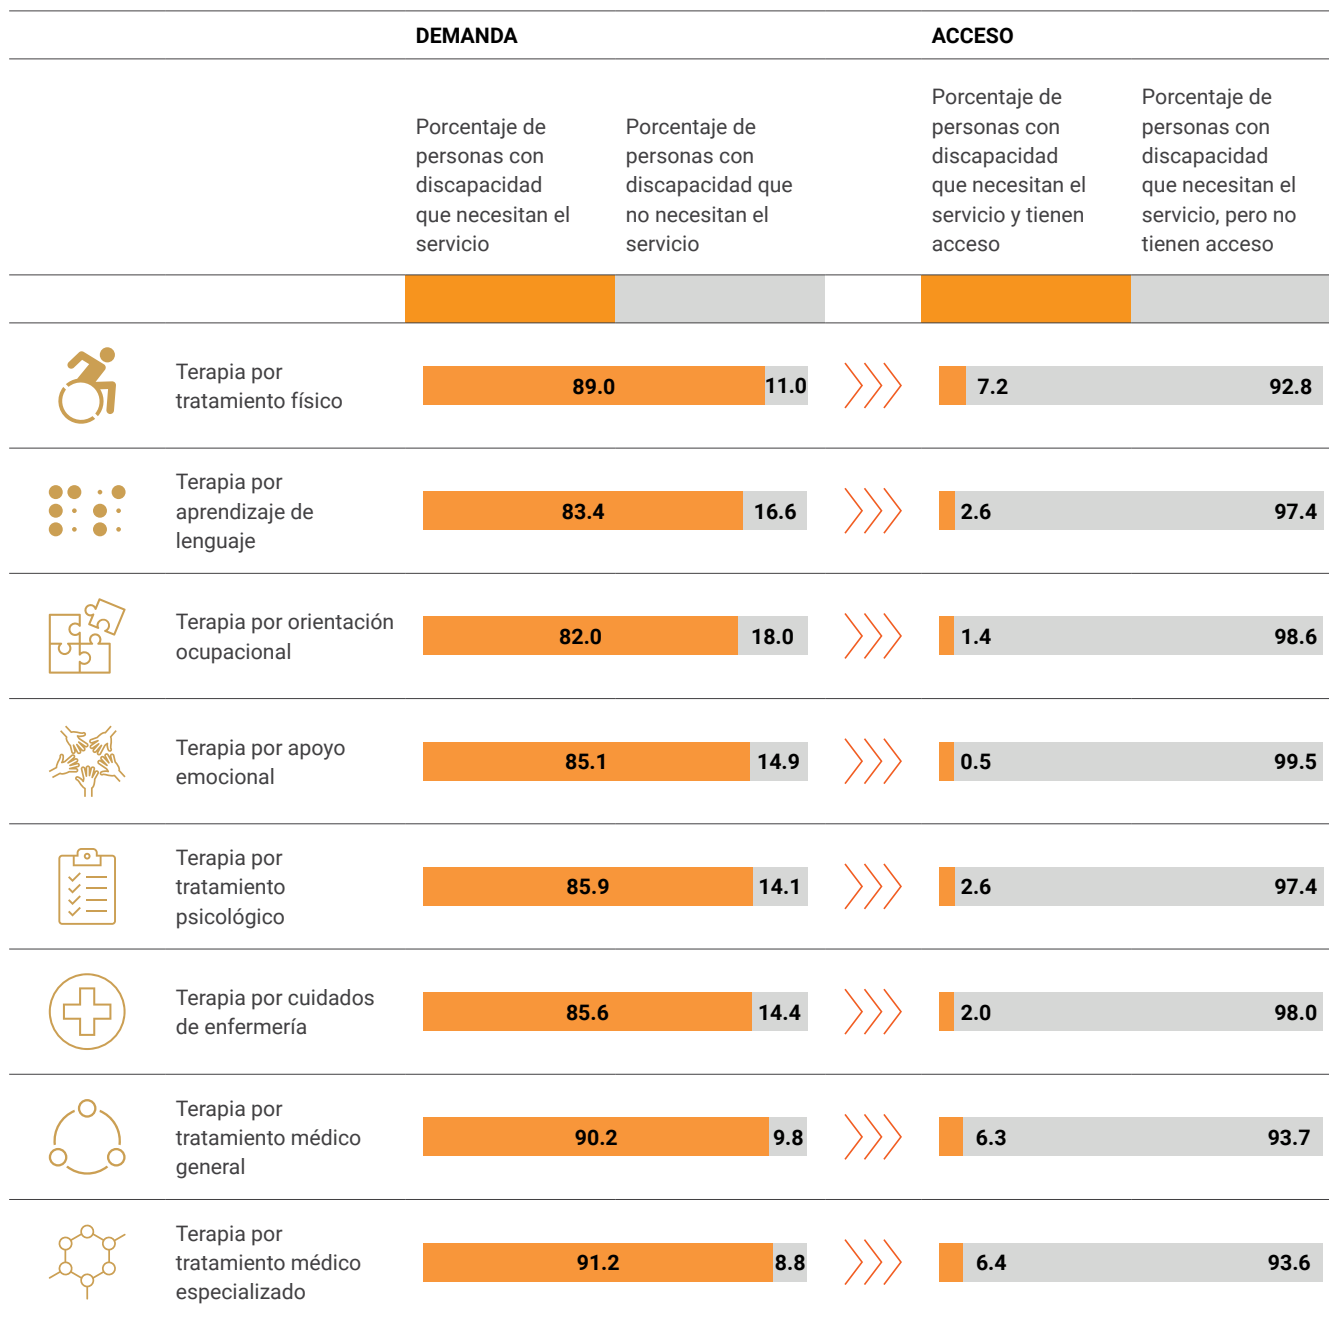 DEMANDA
ACCESO
Porcentaje de
personas con
discapacidad
que necesitan el
servicio
Porcentaje de
personas con
discapacidad que
no necesitan el
servicio
Porcentaje de
personas con
discapacidad
que necesitan el
servicio y tienen
acceso
Porcentaje de
personas con
discapacidad
que necesitan el
servicio, pero no
tienen acceso
Terapia por
tratamiento físico
89.0
11.0
7.2
92.8
Terapia por
aprendizaje de
lenguaje
83.4
16.6
2.6
97.4
Terapia por orientación
ocupacional
82.0
18.0
1.4
98.6
Terapia por apoyo
emocional
85.1
14.9
0.5
99.5
Terapia por
tratamiento
psicológico
85.9
14.1
2.6
97.4
Terapia por cuidados
de enfermería
85.6
14.4
2.0
98.0
Terapia por
tratamiento médico
general
90.2
9.8
6.3
93.7
Terapia por
tratamiento médico
especializado
91.2
8.8
6.4
93.6